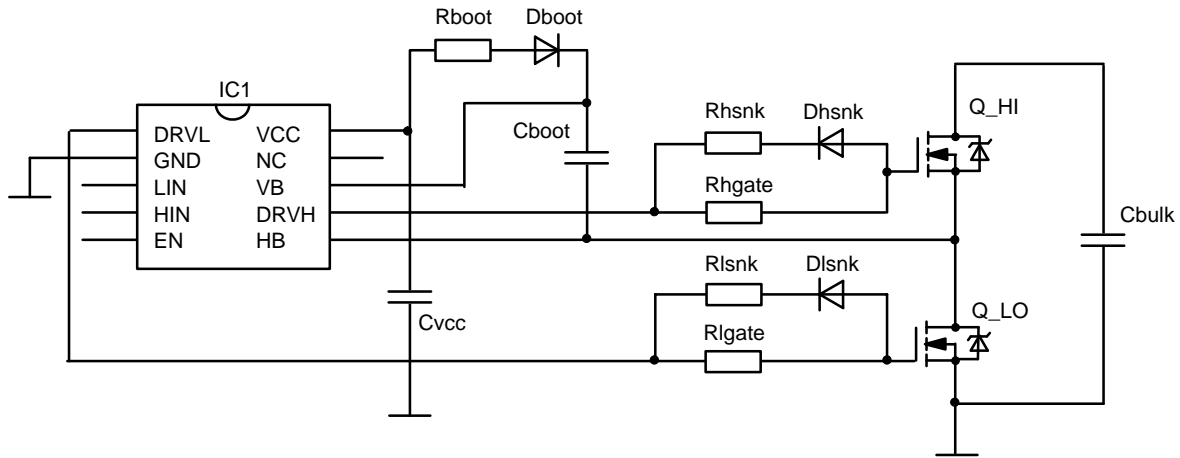 Rboot Dboot
IC1
DRVL VCC
GND NC
LIN VB
HIN DRVH
EN HB
Cboot
Cvcc
Rhsnk Dhsnk
Rhgate
Q_HI
Cbulk
Rlsnk Dlsnk
Rlgate
Q_LO